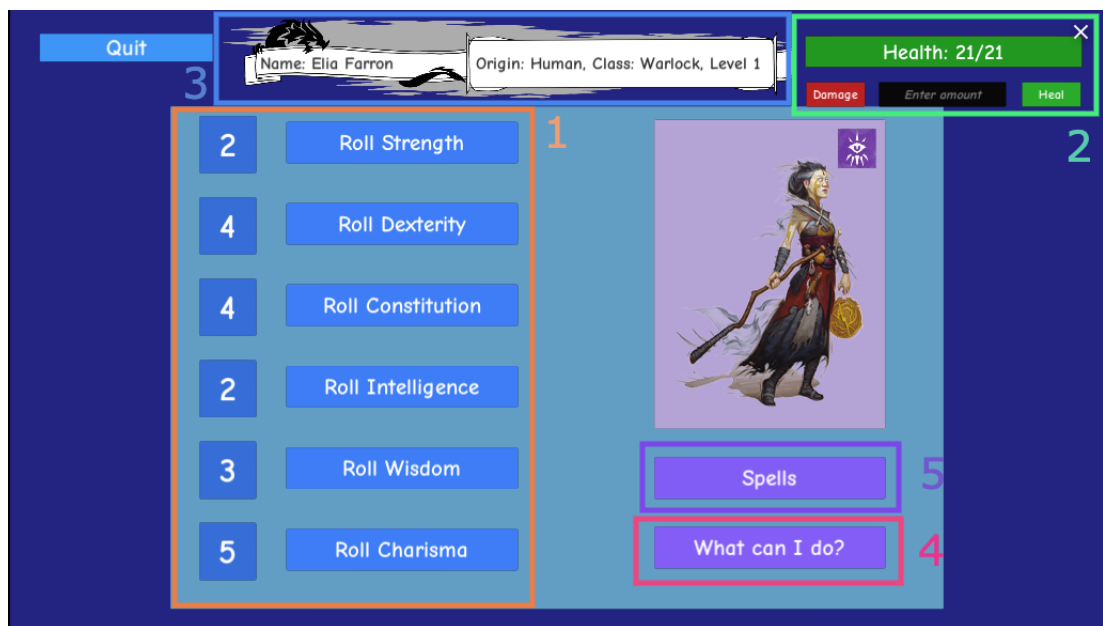 Quit
3
Name: Elia Farron
Origin: Human, Class: Warlock, Level 1
Health: 21/21
Damage
Enter amount
Heal
2
1
2
Roll Strength
4
Roll Dexterity
4
Roll Constitution
2
Roll Intelligence
3
Roll Wisdom
5
Roll Charisma
Spells
5
What can I do?
4